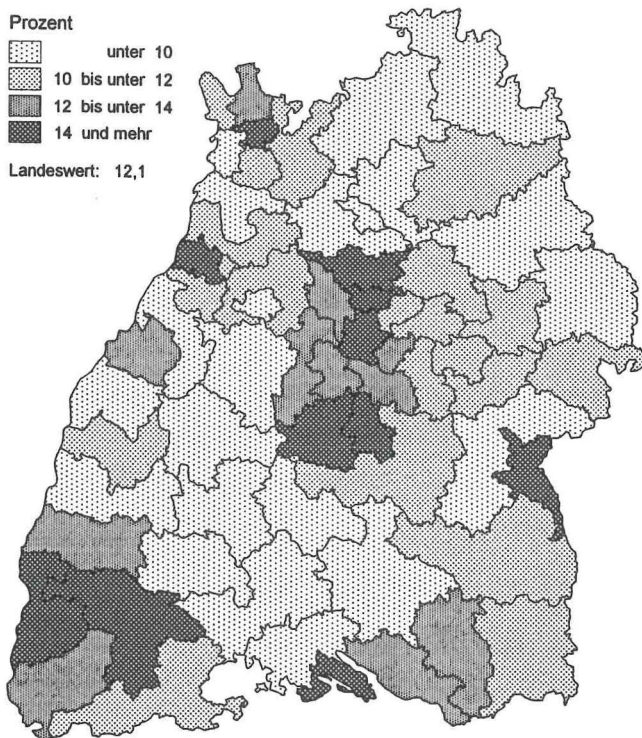 Prozent
unter 10
10 bis unter 12
12 bis unter 14
14 und mehr
Landeswert: 12,1